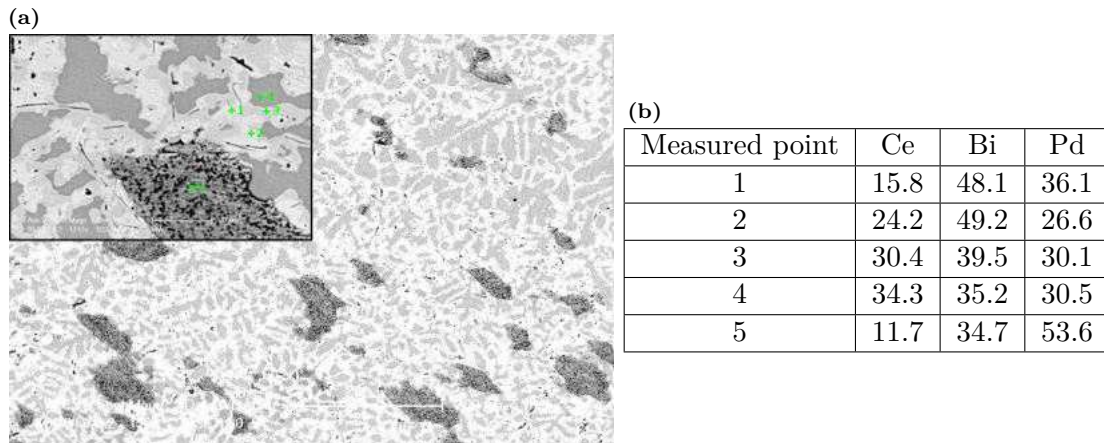 (a)
+1
+2
(b)
Measured point Ce Bi Pd
1 15.8 48.1 36.1
2 24.2 49.2 26.6
3 30.4 39.5 30.1
4 34.3 35.2 30.5
5 11.7 34.7 53.6